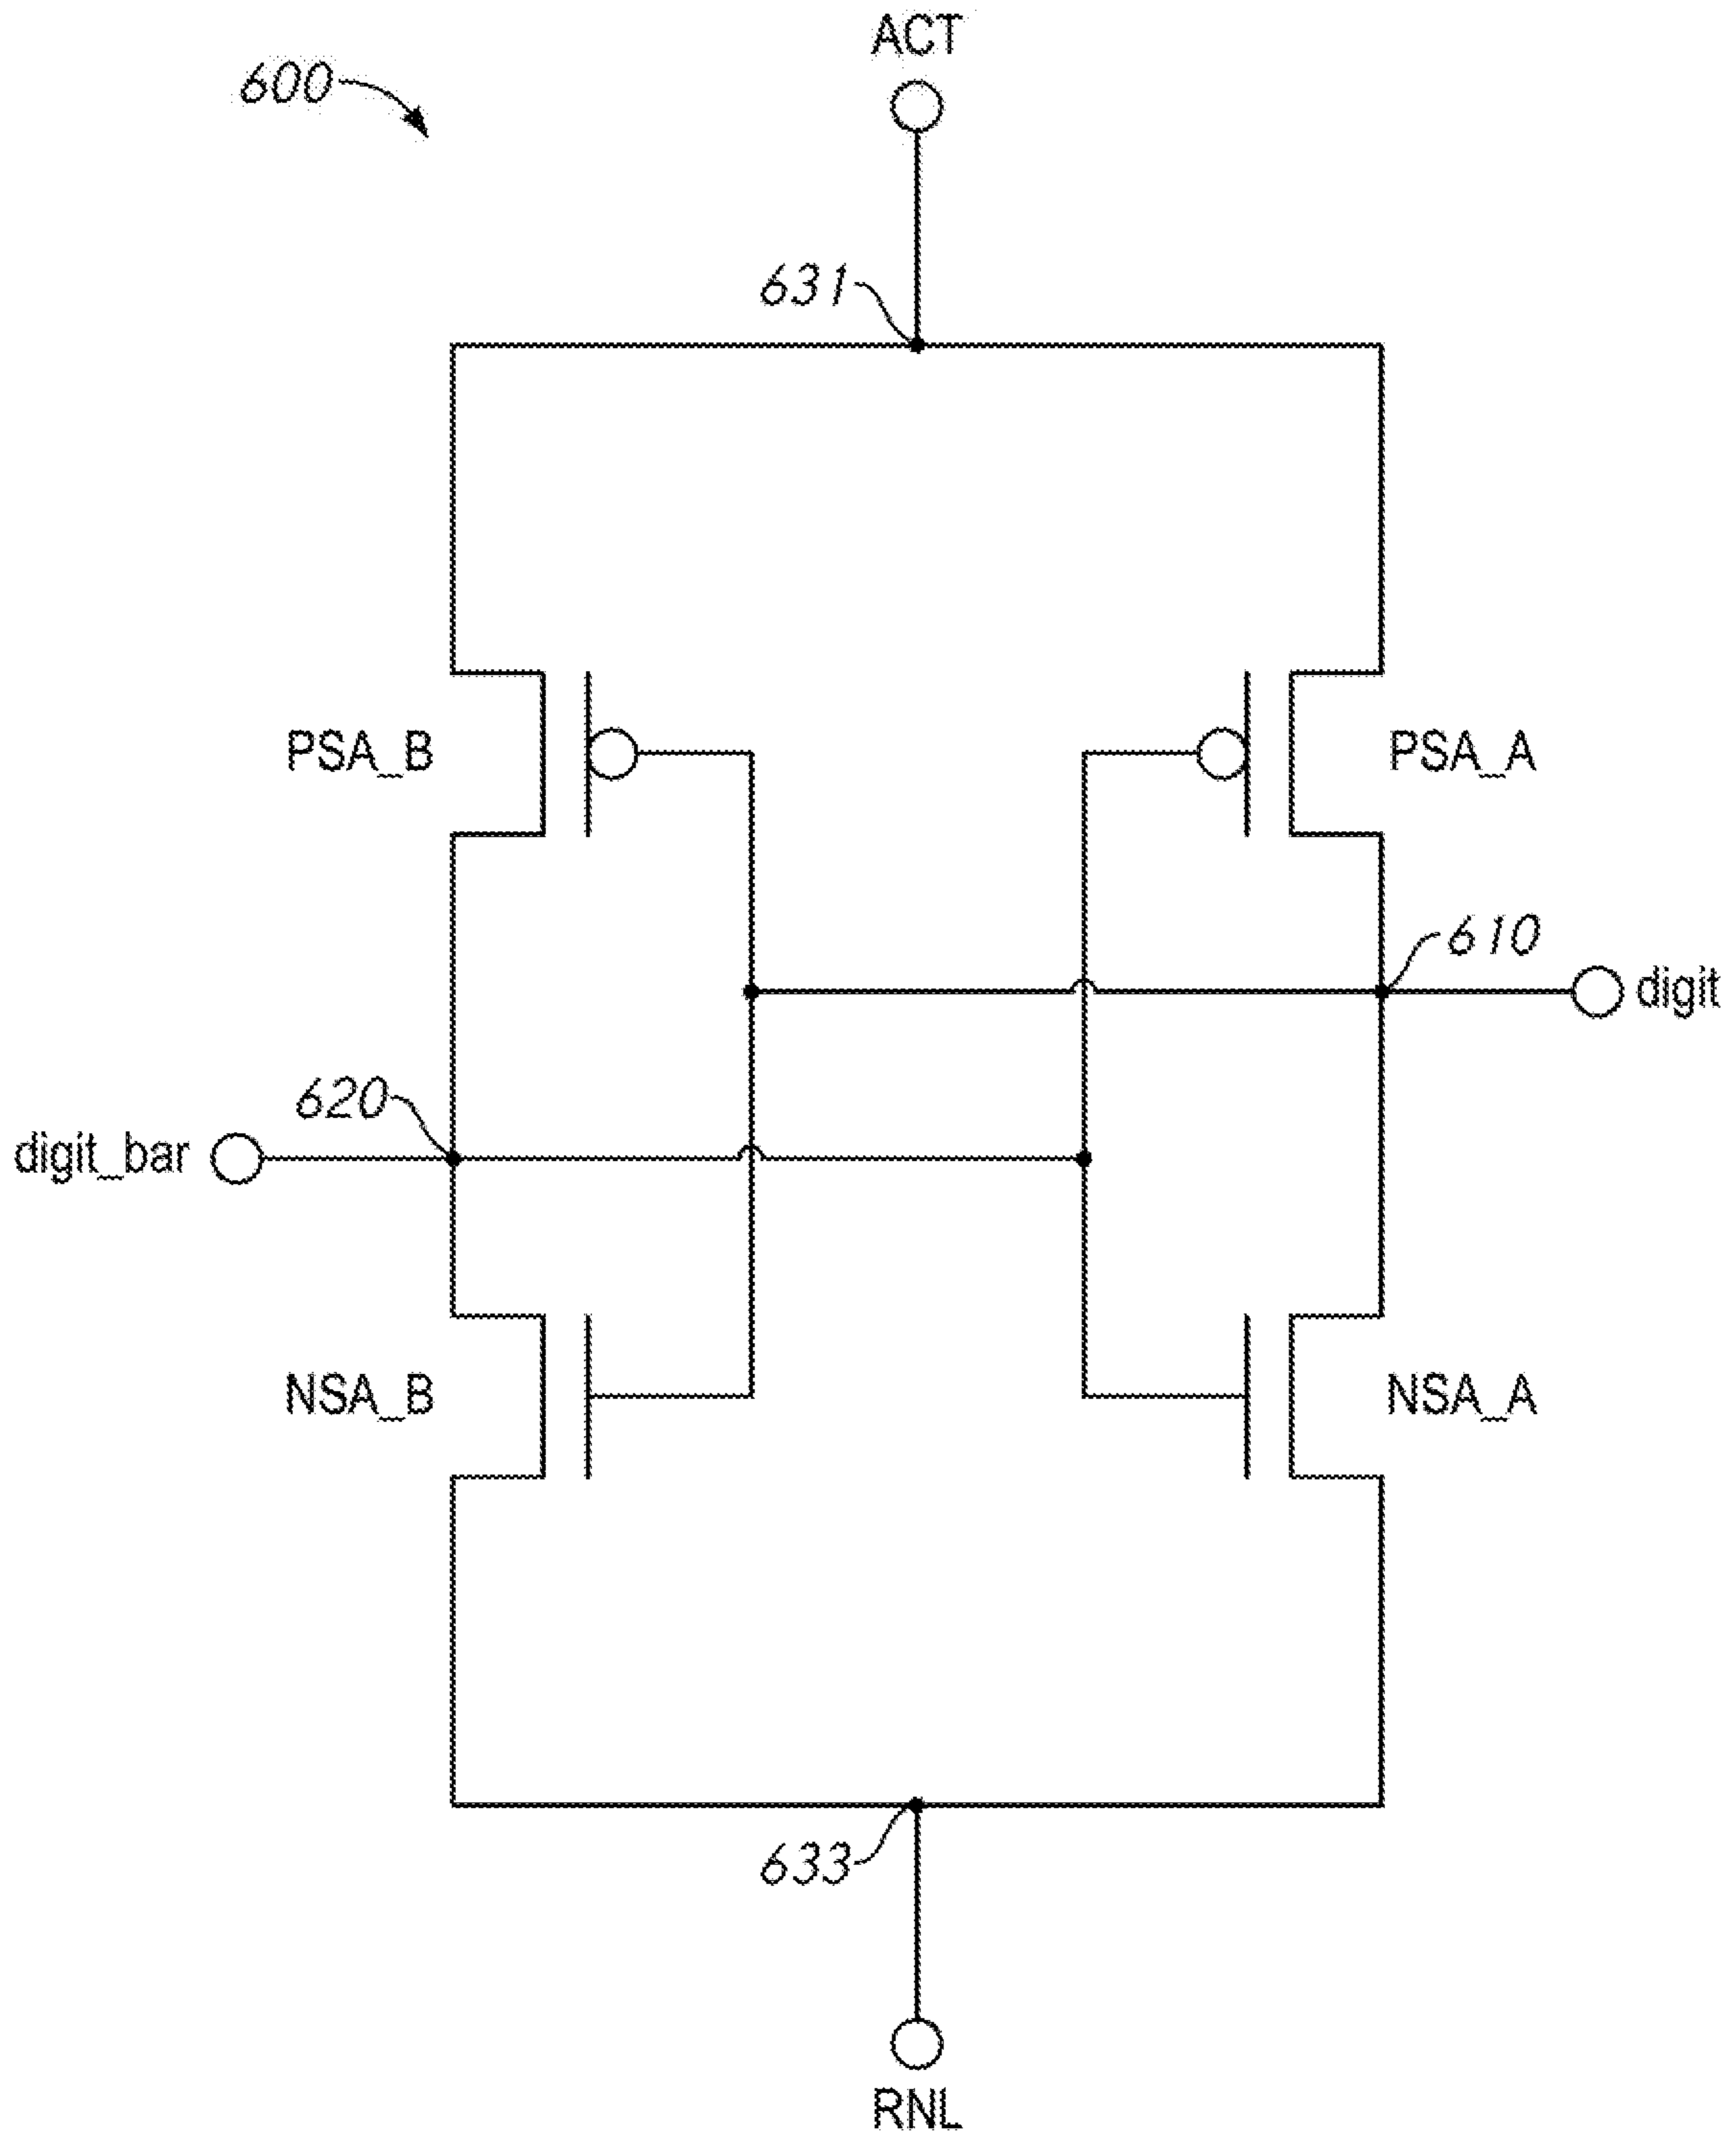 ACT
600
631
PSA_B
PSA_A
610
digit
620
digit_bar
NSA_B
NSA_A
633
RNL